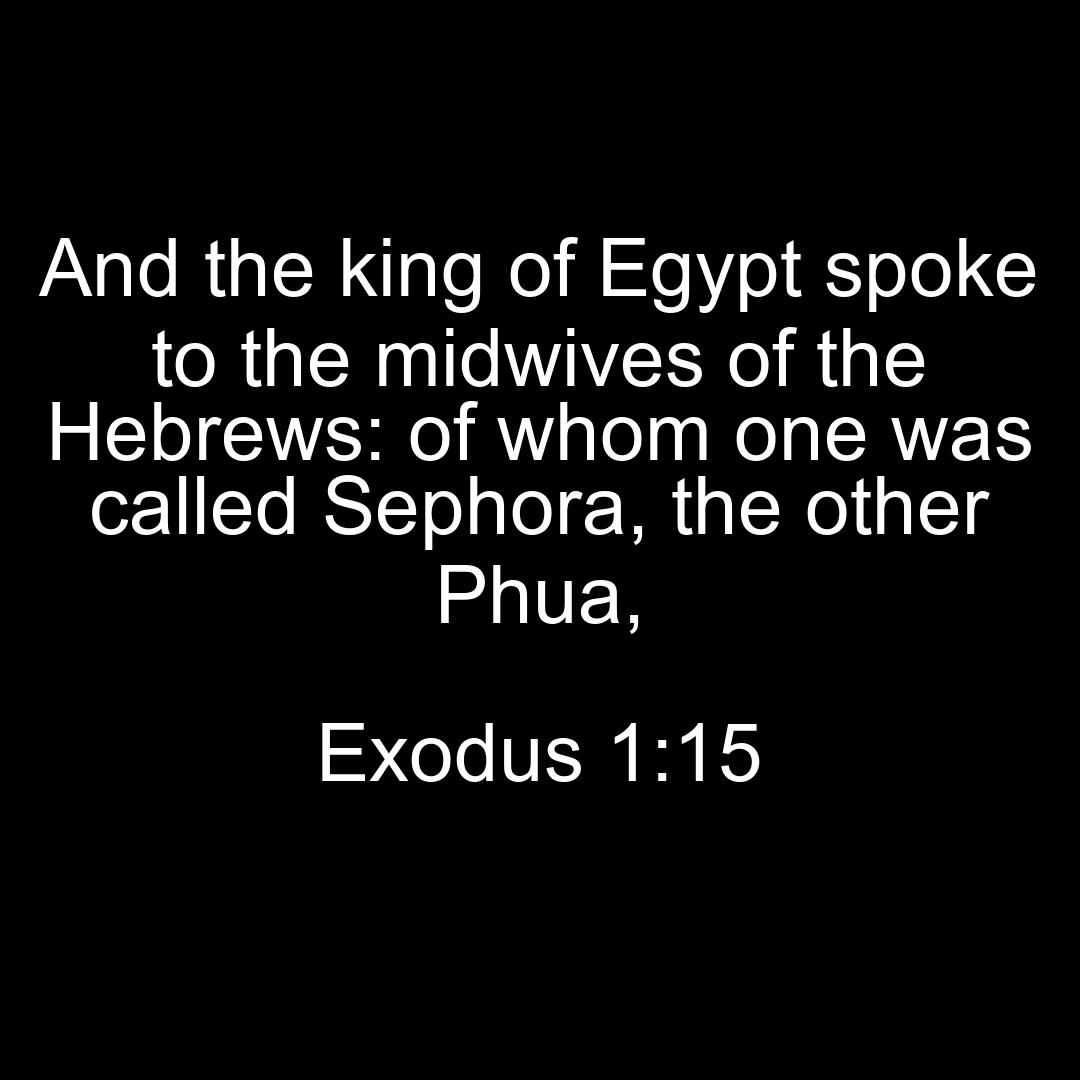 And the king of Egypt spoke
to the midwives of the
Hebrews: of whom one was
called Sephora, the other
Phua,
Exodus 1:15